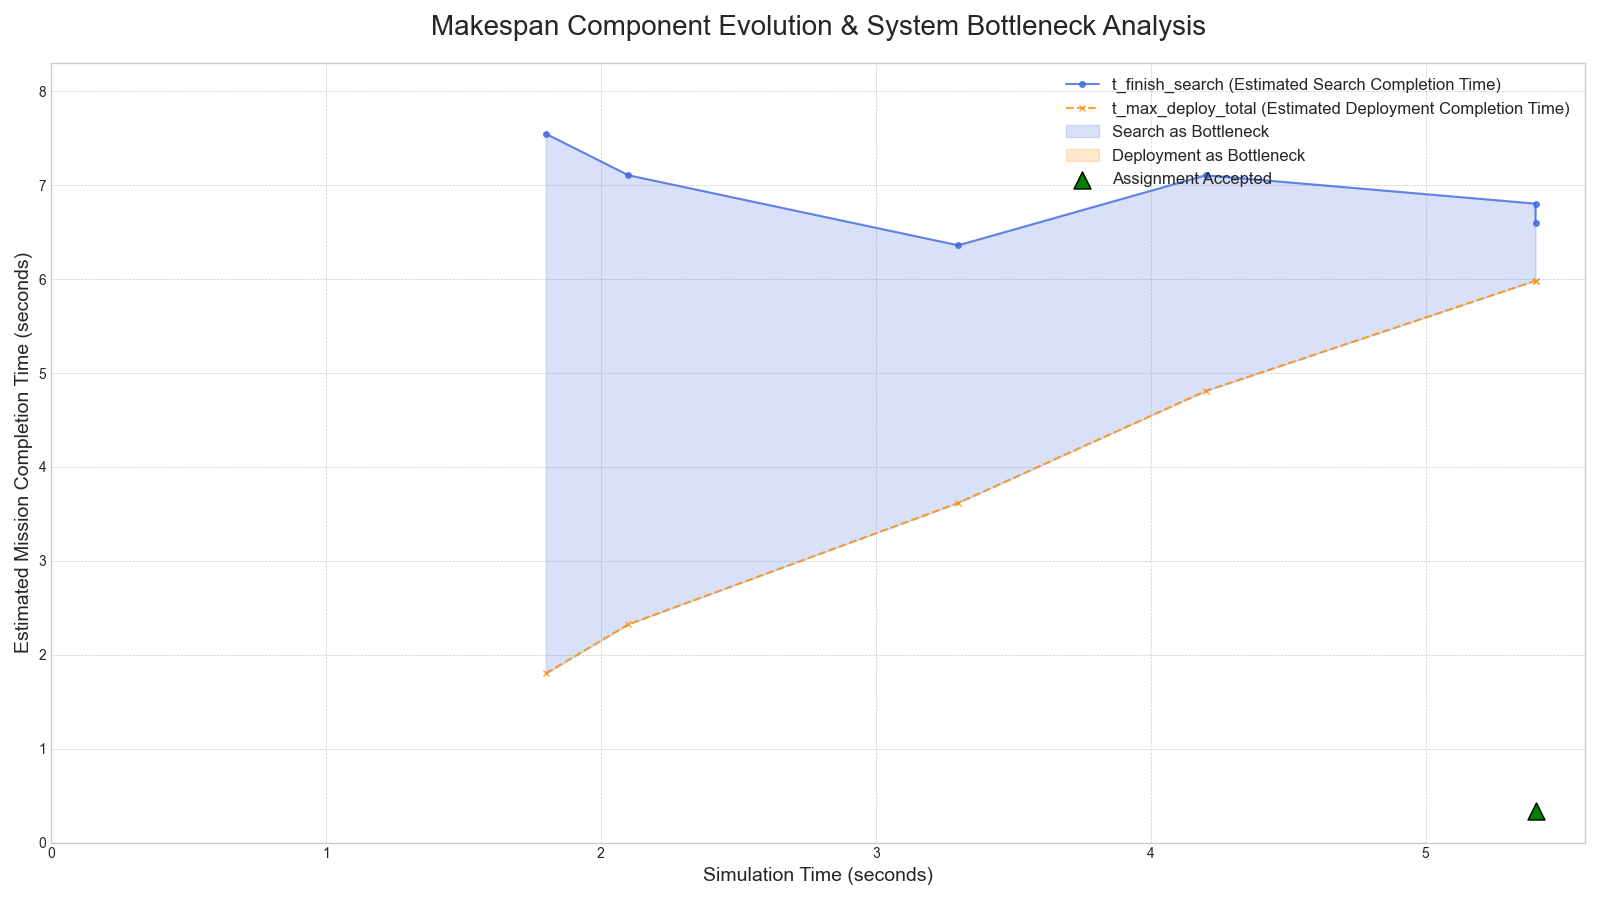 Makespan Component Evolution & System Bottleneck Analysis
t_finish_search (Estimated Search Completion Time)
t_max_deploy_total (Estimated Deployment Completion Time)
Search as Bottleneck
Deployment as Bottleneck
Assignment Accepted
Estimated Mission Completion Time (seconds)
8
7
6
5
4
3
2
1
0
0 1 2 3 4 5
Simulation Time (seconds)